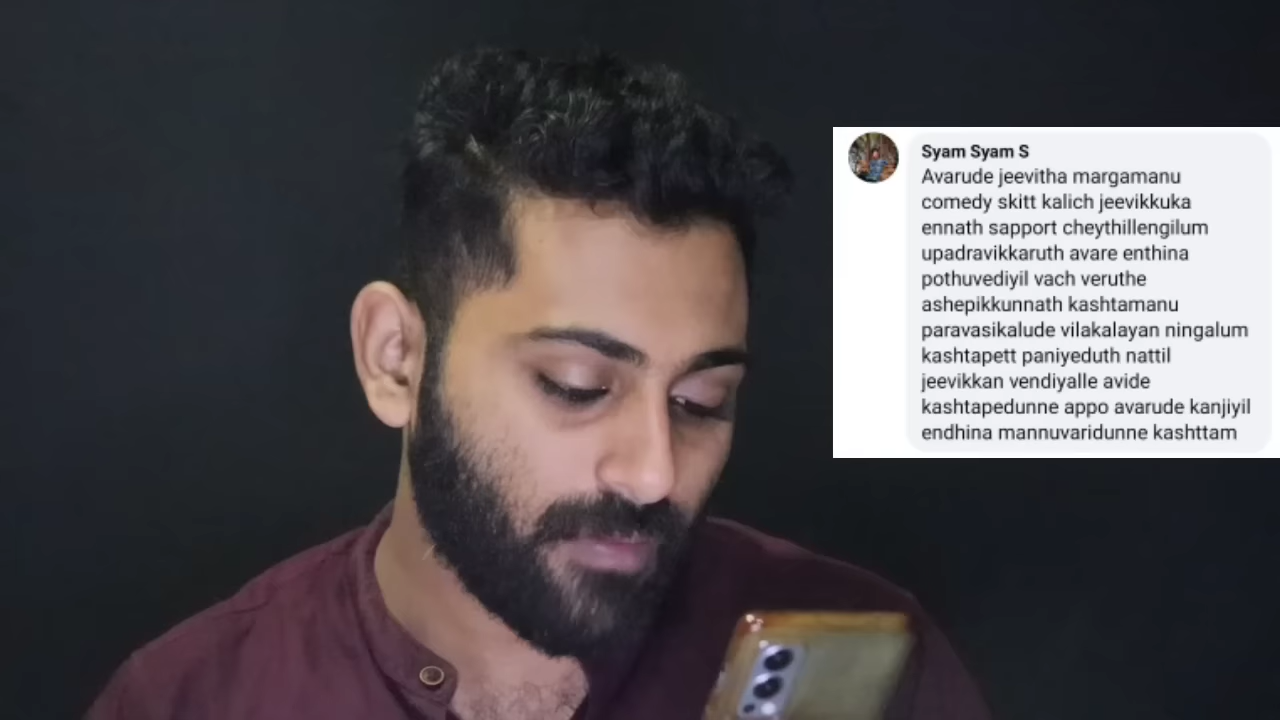 Syam Syam S
Avarude jeevitha margamanu
comedy skitt kalich jeevikkuka
ennath sapport cheythillengilum
upadravikkaruth avare enthina
pothuvediyil vach veruthe
ashepikkunnath kashtamanu
paravasikalude vilakalayan ningalum
kashtapett paniyeduth nattil
jeevikkan vendiyalle avide
kashtapedunne appo avarude kanjiyil
endhina mannuvaridunne kashttam